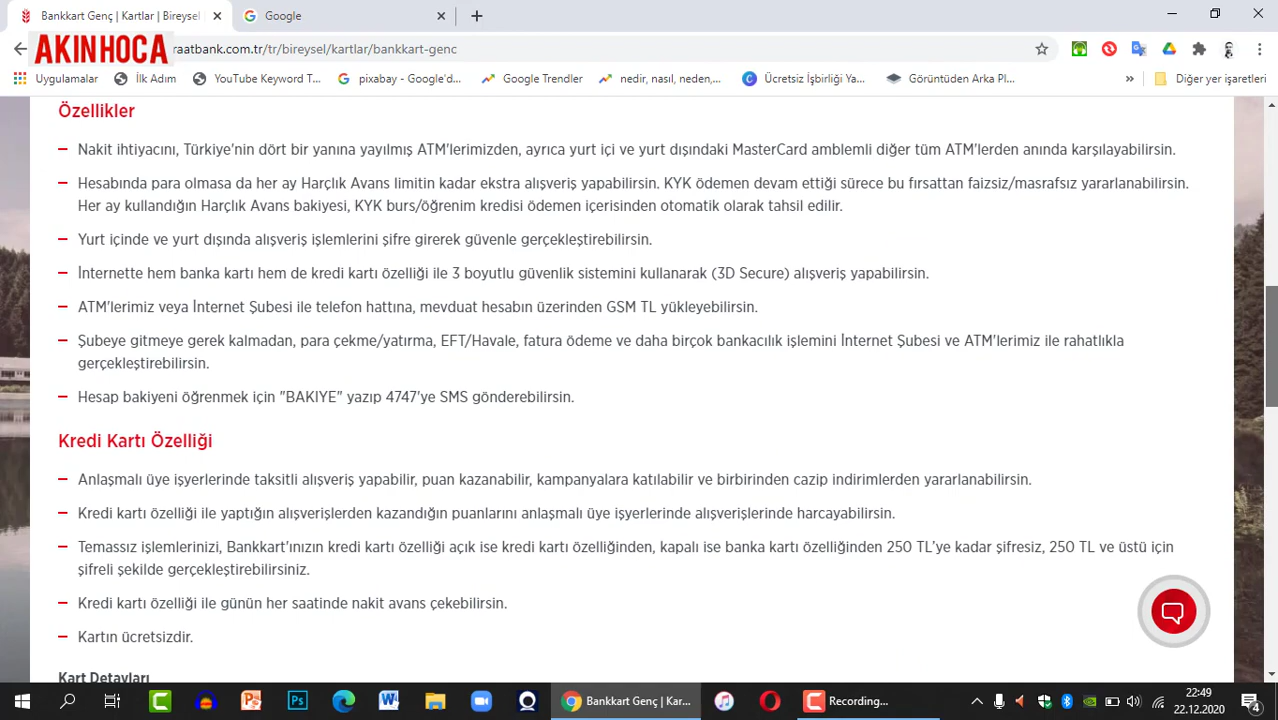 Bankkart Genç | Kartlar | Bireysel
Google
AKINHOCA
raatbank.com.tr/tr/bireysel/kartlar/bankkart-genc
Uygulamalar
İlk Adım
YouTube Keyword T...
pixabay - Google'd...
Google Trendler
nedir, nasıl, neden,...
Ücretsiz İşbirliği Ya...
Görüntüden Arka Pl...
»
Diğer yer işaretleri
Özellikler
Nakit ihtiyacını, Türkiye'nin dört bir yanına yayılmış ATM'lerimizden, ayrıca yurt içi ve yurt dışındaki MasterCard amblemli diğer tüm ATM'lerden anında karşılayabilirsin.
Hesabında para olmasa da her ay Harçlık Avans limitin kadar ekstra alışveriş yapabilirsin. KYK ödemen devam ettiği sürece bu fırsattan faizsiz/masrafsız yararlanabilirsin.
Her ay kullandığın Harçlık Avans bakiyesi, KYK burs/öğrenim kredisi ödemen içerisinden otomatik olarak tahsil edilir.
Yurt içinde ve yurt dışında alışveriş işlemlerini şifre girerek güvenle gerçekleştirebilirsin.
İnternette hem banka kartı hem de kredi kartı özelliği ile 3 boyutlu güvenlik sistemini kullanarak (3D Secure) alışveriş yapabilirsin.
ATM'lerimiz veya İnternet Şubesi ile telefon hattına, mevduat hesabın üzerinden GSM TL yükleyebilirsin.
Şubeye gitmeye gerek kalmadan, para çekme/yatırma, EFT/Havale, fatura ödeme ve daha birçok bankacılık işlemini İnternet Şubesi ve ATM'lerimiz ile rahatlıkla
gerçekleştirebilirsin.
Hesap bakiyeni öğrenmek için "BAKIYE" yazıp 4747'ye SMS gönderebilirsin.
Kredi Kartı Özelliği
Anlaşmalı üye işyerlerinde taksitli alışveriş yapabilir, puan kazanabilir, kampanyalara katılabilir ve birbirinden cazip indirimlerden yararlanabilirsin.
Kredi kartı özelliği ile yaptığın alışverişlerden kazandığın puanlarını anlaşmalı üye işyerlerinde alışverişlerinde harcayabilirsin.
Temassız işlemlerinizi, Bankkart'ınızın kredi kartı özelliği açık ise kredi kartı özelliğinden, kapalı ise banka kartı özelliğinden 250 TL'ye kadar şifresiz, 250 TL ve üstü için
şifreli şekilde gerçekleştirebilirsiniz.
Kredi kartı özelliği ile günün her saatinde nakit avans çekebilirsin.
Kartın ücretsizdir.
Kart Detayları
Bankkart Genç | Kar...
Recording...
22:49
22.12.2020
4